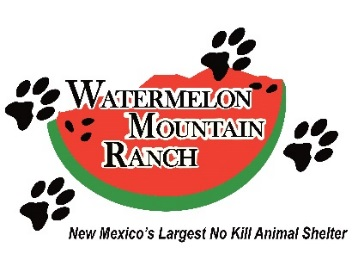 WATERMELON
MOUNTAIN
RANCH
New Mexico's Largest No Kill Animal Shelter